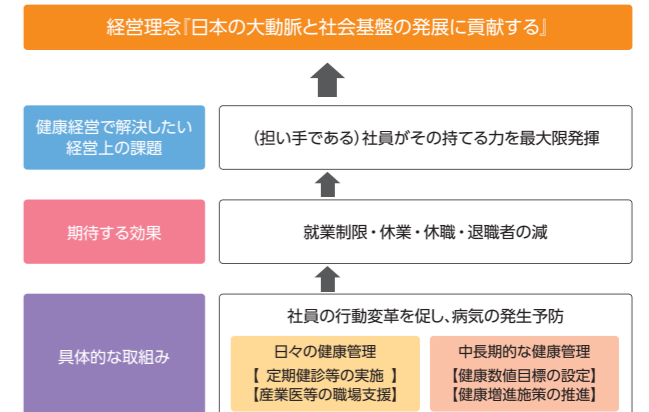 経営理念『日本の大動脈と社会基盤の発展に貢献する』
健康経営で解決したい
経営上の課題
(担い手である)社員がその持てる力を最大限発揮
期待する効果
就業制限・休業・休職・退職者の減
具体的な取組み
社員の行動変革を促し、病気の発生予防
日々の健康管理
【 定期健診等の実施 】
【産業医等の職場支援】
中長期的な健康管理
【健康数値目標の設定】
【健康増進施策の推進】